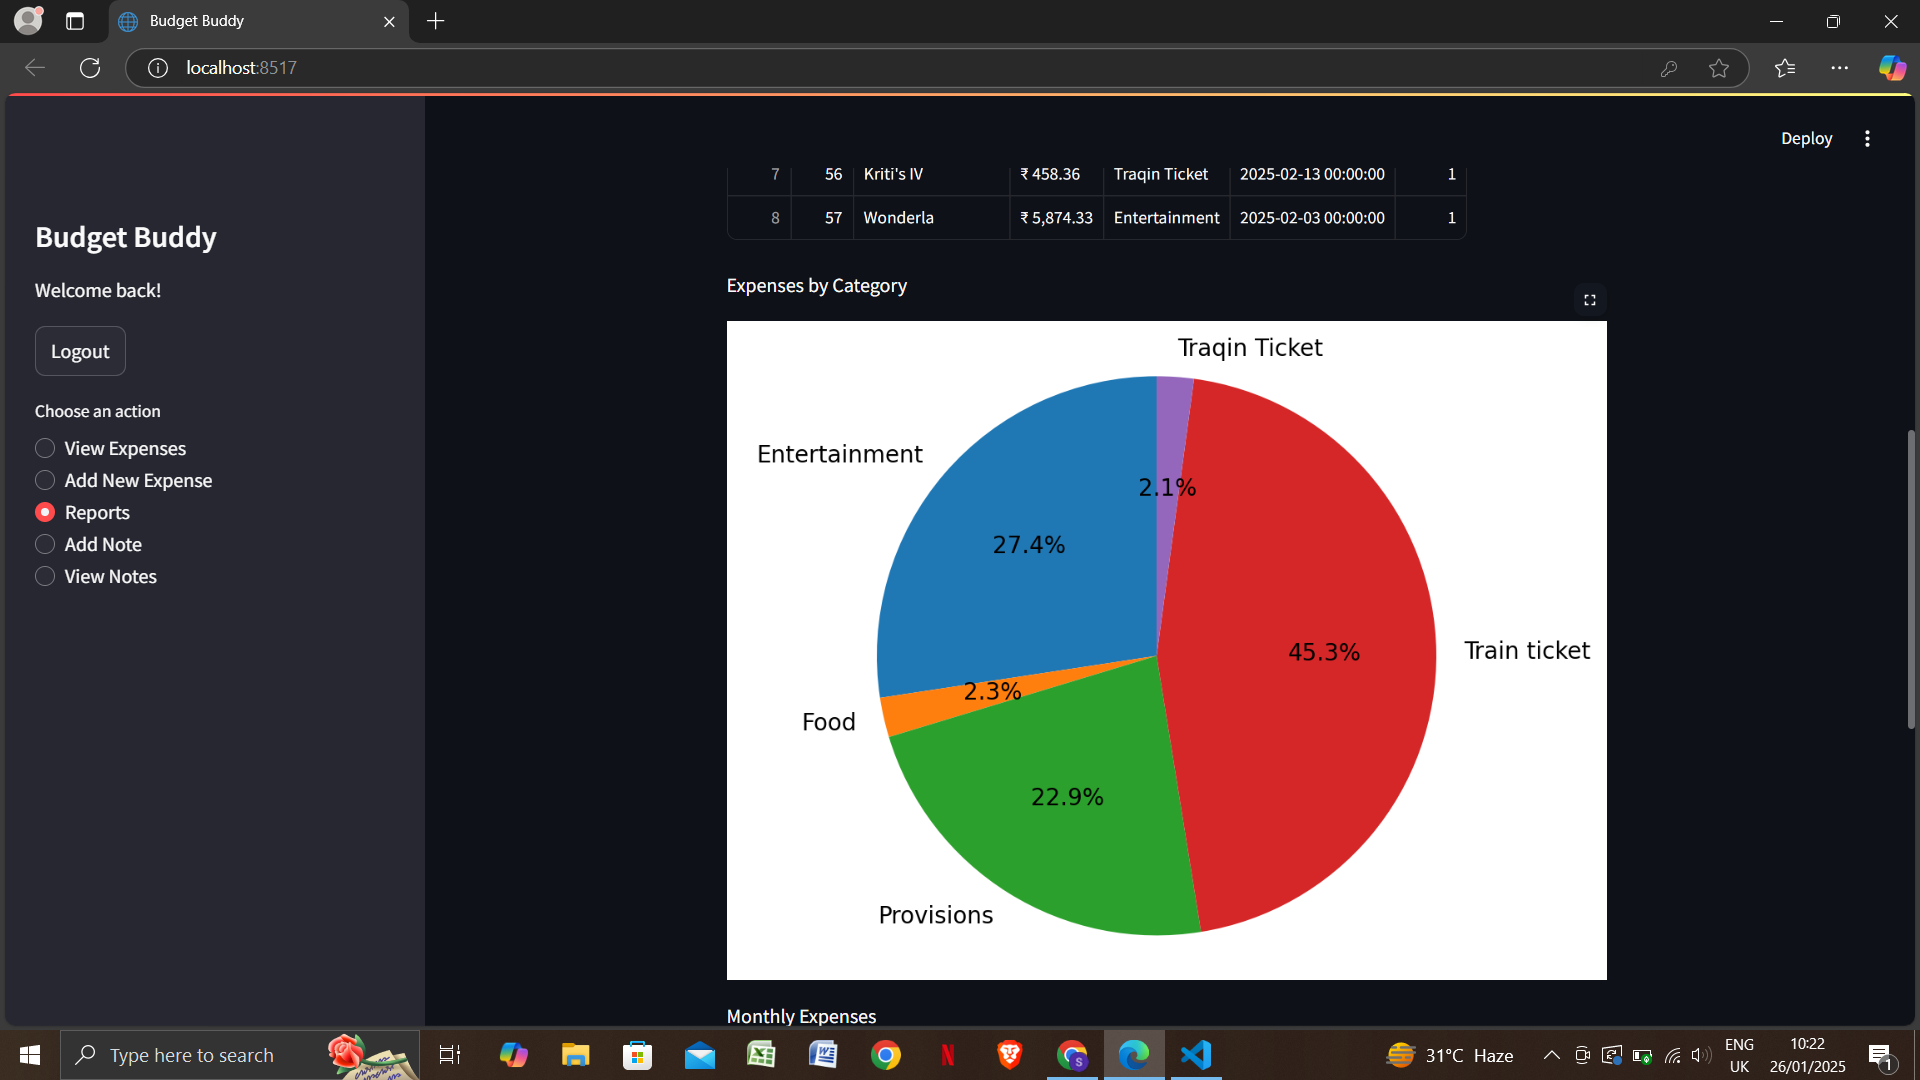 Budget Buddy
localhost:8517
Deploy
7 56 Kriti's IV ₹ 458.36 Traqin Ticket 2025-02-13 00:00:00 1
8 57 Wonderla ₹ 5,874.33 Entertainment 2025-02-03 00:00:00 1
Budget Buddy
Welcome back!
Logout
Choose an action
View Expenses
Add New Expense
Reports
Add Note
View Notes
Expenses by Category
Traqin Ticket
Entertainment
2.1%
27.4%
45.3%
Train ticket
2.3%
Food
22.9%
Provisions
Monthly Expenses
Type here to search
31°C Haze
ENG
UK
10:22
26/01/2025
1